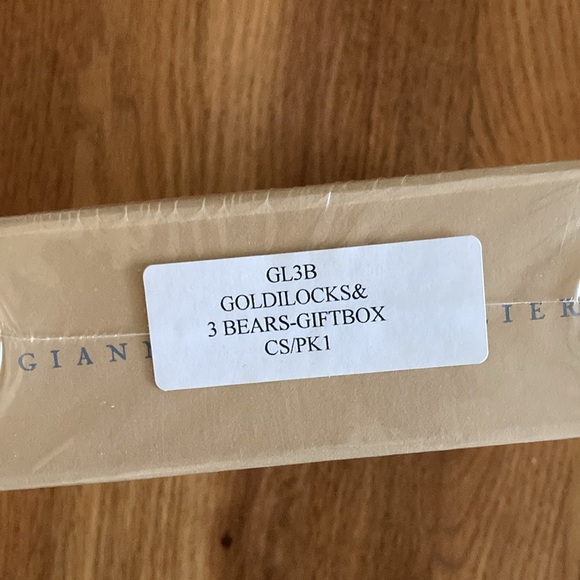 GL3B
GOLDILOCKS&
3 BEARS-GIFTBOX
CS/PK1